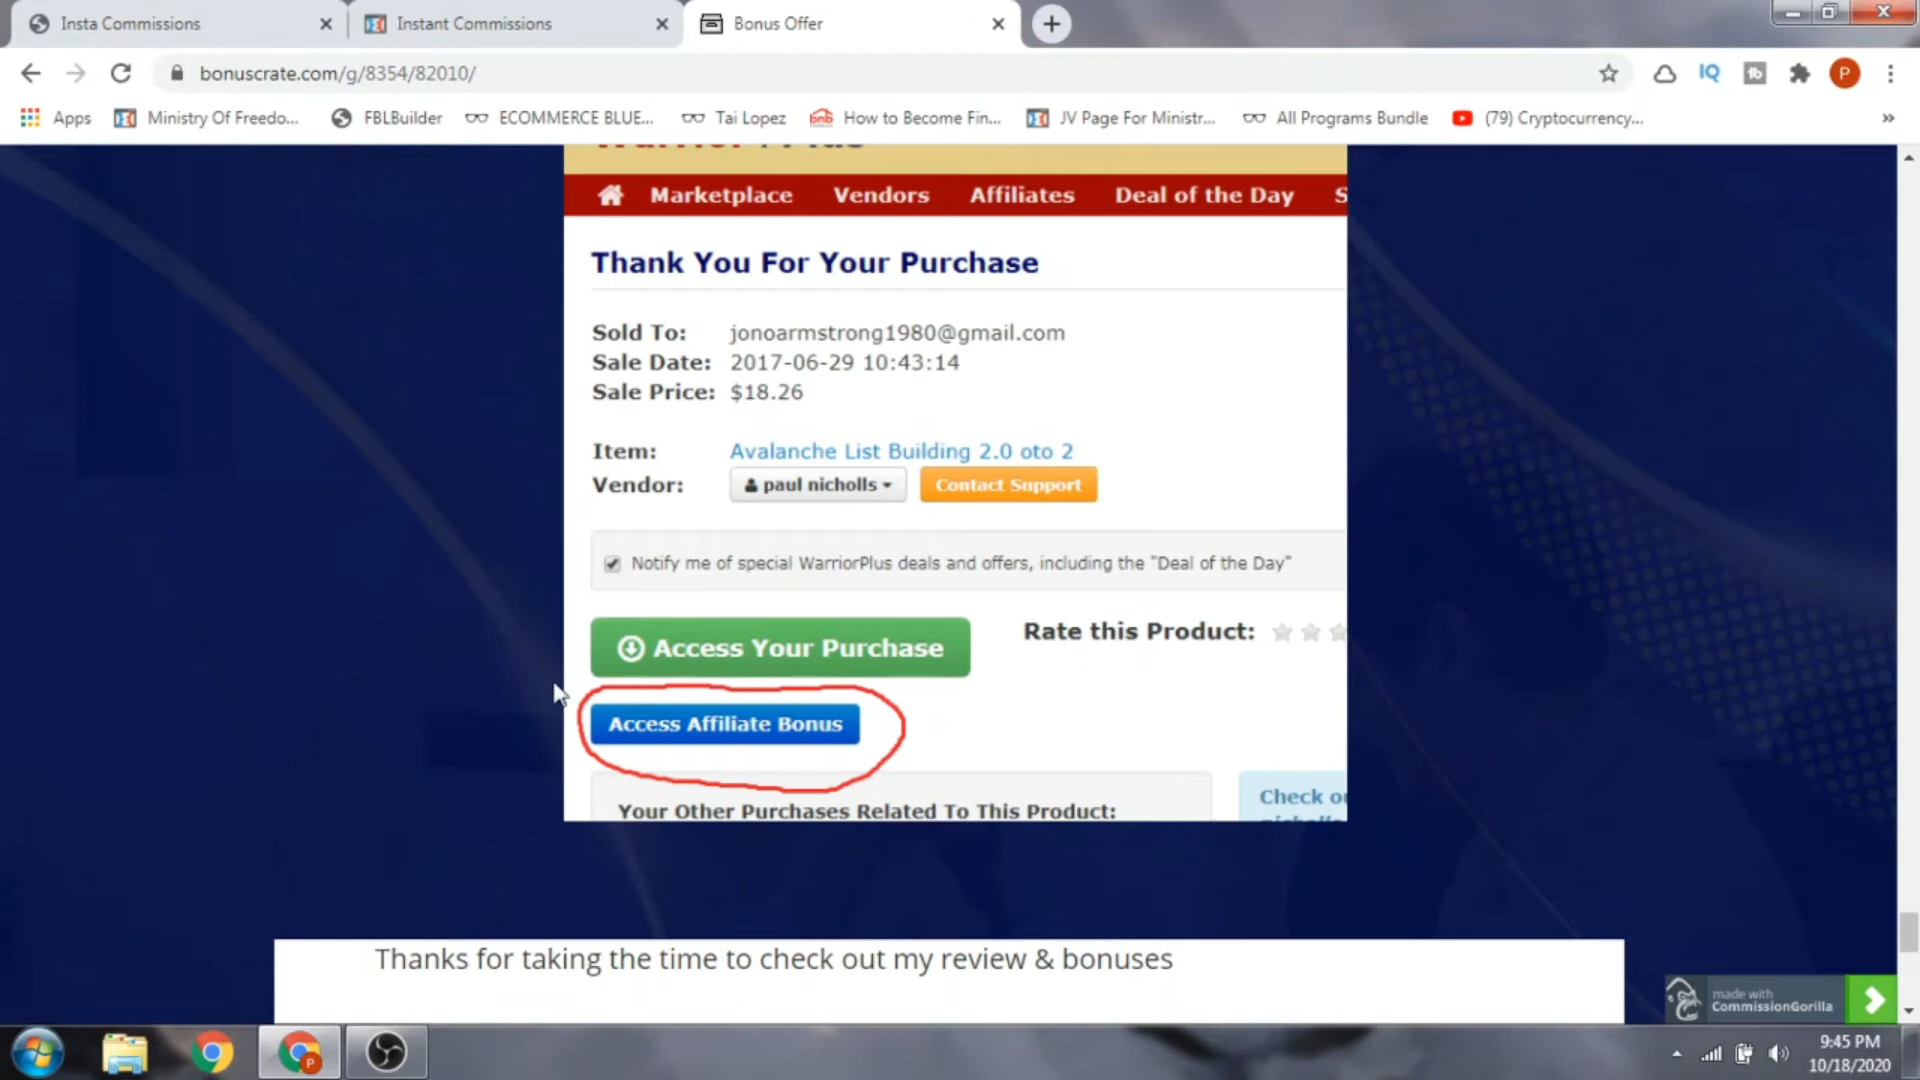 Insta Commissions
Instant Commissions
Bonus Offer
bonuscrate.com/g/8354/82010/
IQ
tb
P
Apps
Ministry Of Freedo...
FBLBuilder
ECOMMERCE BLUE...
Tai Lopez
bnb
How to Become Fin...
JV Page For Ministr...
All Programs Bundle
(79) Cryptocurrency...
»
Marketplace
Vendors
Affiliates
Deal of the Day
S
Thank You For Your Purchase
Sold To: jonoarmstrong1980@gmail.com
Sale Date: 2017-06-29 10:43:14
Sale Price: $18.26
Item: Avalanche List Building 2.0 oto 2
Vendor: paul nicholls Contact Support
Notify me of special WarriorPlus deals and offers, including the "Deal of the Day"
Access Your Purchase
Rate this Product:
Access Affiliate Bonus
Your Other Purchases Related To This Product:
Check o
Thanks for taking the time to check out my review & bonuses
made with
CommissionGorilla
P
9:45 PM
10/18/2020